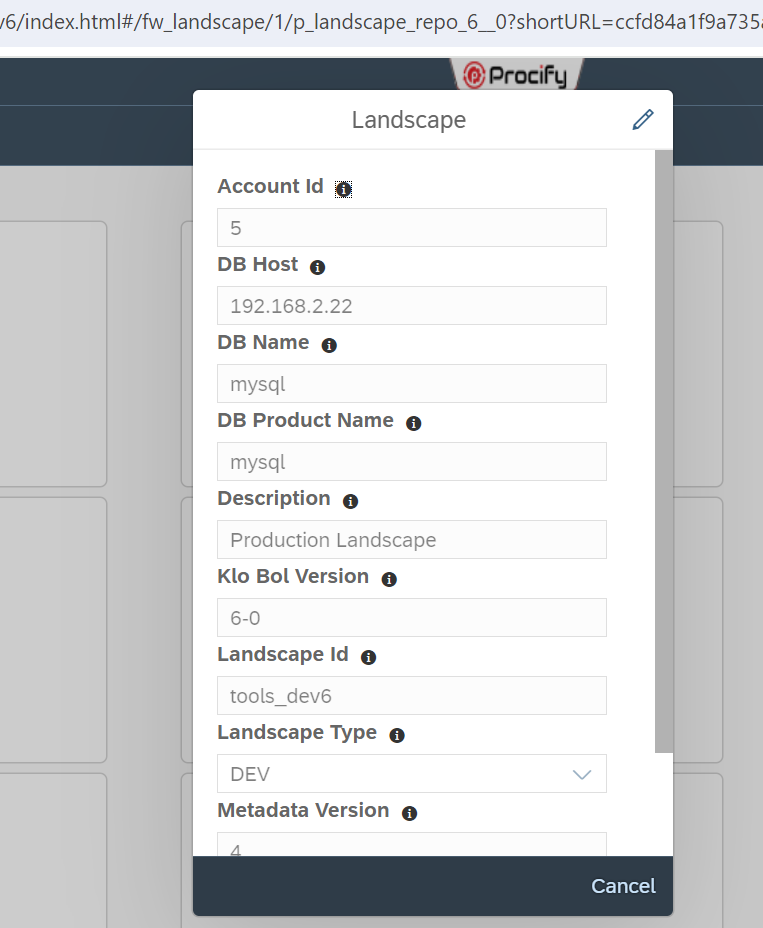 v6/index.html#/fw_landscape/1/p_landscape_repo_6__0?shortURL=ccfd84a1f9a735a
Procify
Landscape
Account Id
5
DB Host
192.168.2.22
DB Name
mysql
DB Product Name
mysql
Description
Production Landscape
Klo Bol Version
6-0
Landscape Id
tools_dev6
Landscape Type
DEV
Metadata Version
4
Cancel